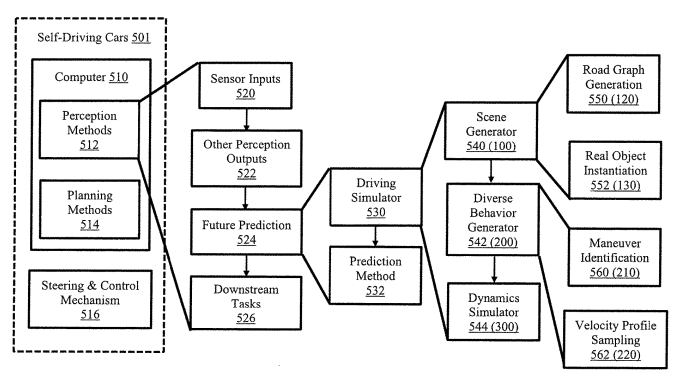 Self-Driving Cars 501
Computer 510
Perception
Methods
512
Planning
Methods
514
Steering & Control
Mechanism
516
Sensor Inputs
520
Other Perception
Outputs
522
Future Prediction
524
Downstream
Tasks
526
Driving
Simulator
530
Prediction
Method
532
Scene
Generator
540 (100)
Diverse
Behavior
Generator
542 (200)
Dynamics
Simulator
544 (300)
Road Graph
Generation
550 (120)
Real Object
Instantiation
552 (130)
Maneuver
Identification
560 (210)
Velocity Profile
Sampling
562 (220)